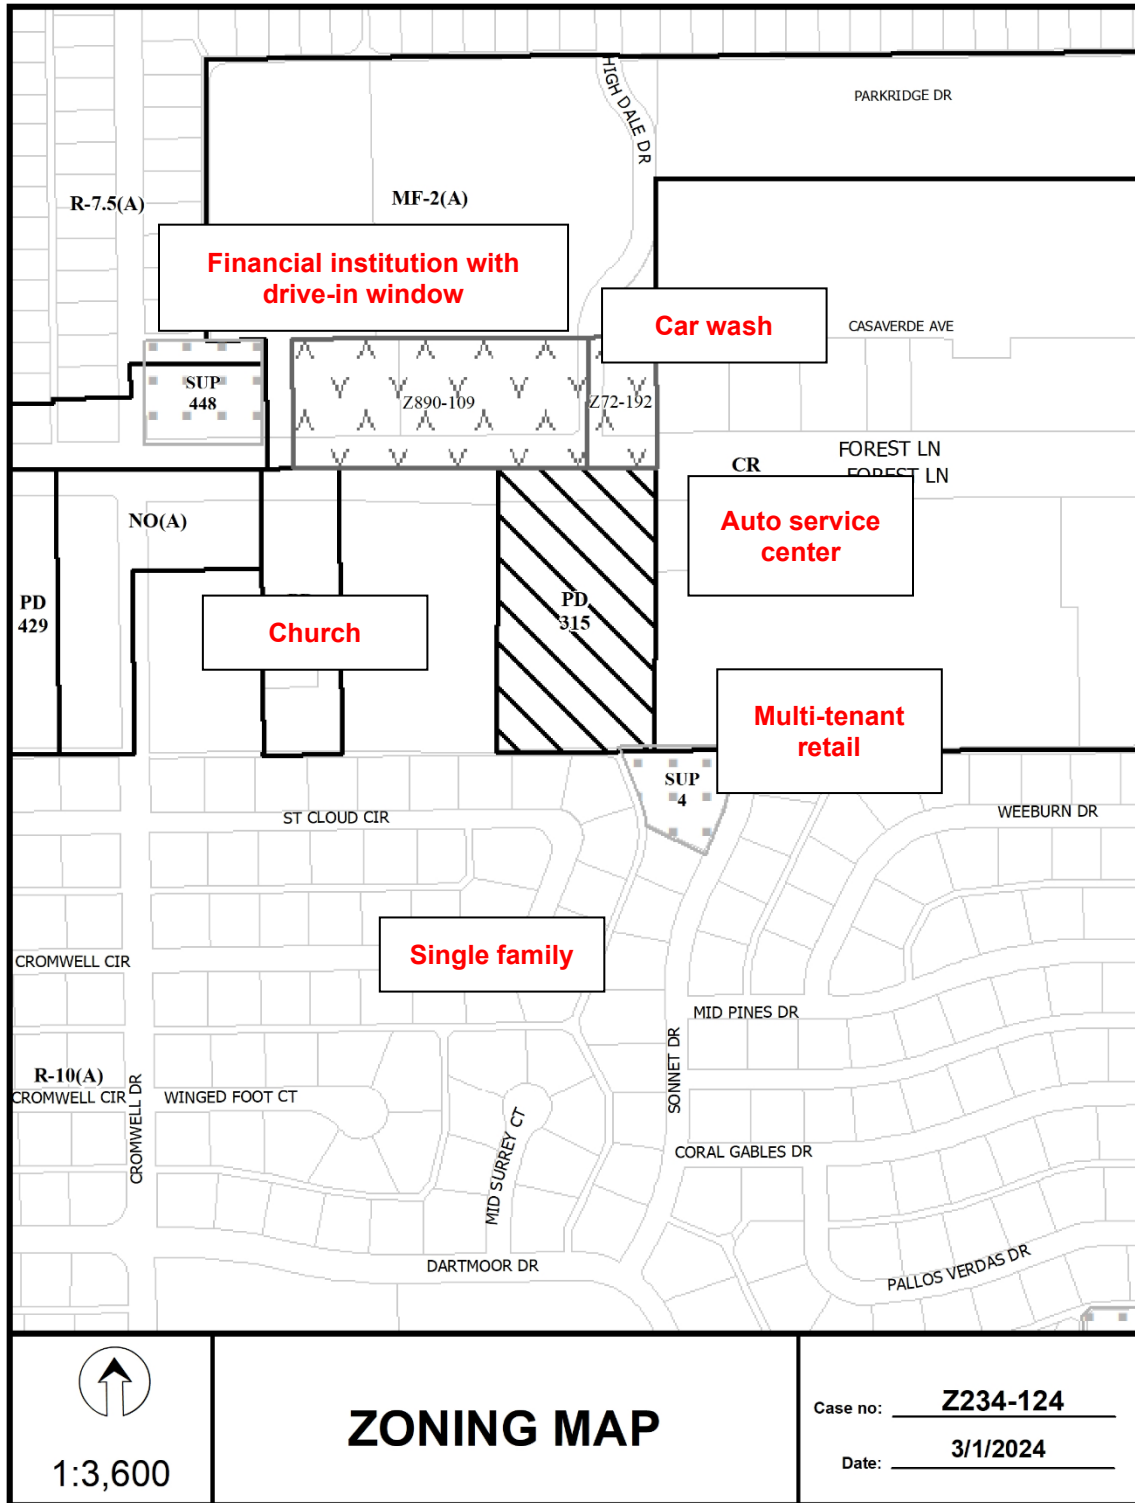 HIGH DALE DR
PARKRIDGE DR
R-7.5(A)
MF-2(A)
Financial institution with
drive-in window
Car wash
CASAVERDE AVE
SUP
448
Z890-109
Z72-192
FOREST LN
FOREST LN
CR
NO(A)
Auto service
center
PD
429
PD
315
Church
Multi-tenant
retail
SUP
4
ST CLOUD CIR
WEEBURN DR
Single family
CROMWELL CIR
MID PINES DR
SONNET DR
R-10(A)
CROMWELL CIR
CROMWELL DR
WINGED FOOT CT
MID SURREY CT
CORAL GABLES DR
DARTMOOR DR
PALLOS VERDAS DR
1:3,600
ZONING MAP
Case no: Z234-124
Date: 3/1/2024